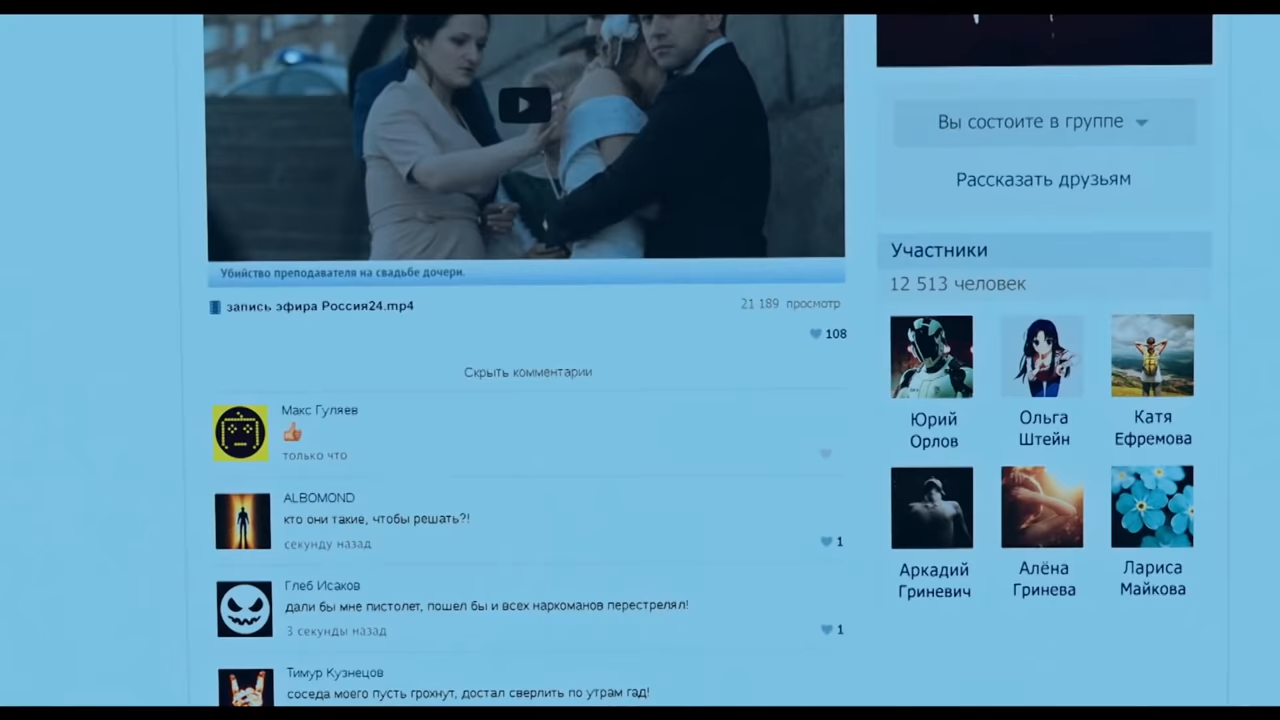 Убийство преподавателя на свадьбе дочери.
запись эфира Россия24.mp4
21 189 просмотр
108
Скрыть комментарии
Макс Гуляев
👍
только что
ALBOMOND
кто они такие, чтобы решать?!
секунду назад
1
Глеб Исаков
дали бы мне пистолет, пошел бы и всех наркоманов перестрелял!
3 секунды назад
1
Тимур Кузнецов
соседа моего пусть грохнут, достал сверлить по утрам гад!
Вы состоите в группе
Рассказать друзьям
Участники
12 513 человек
Юрий
Орлов
Ольга
Штейн
Катя
Ефремова
Аркадий
Гриневич
Алёна
Гринева
Лариса
Майкова